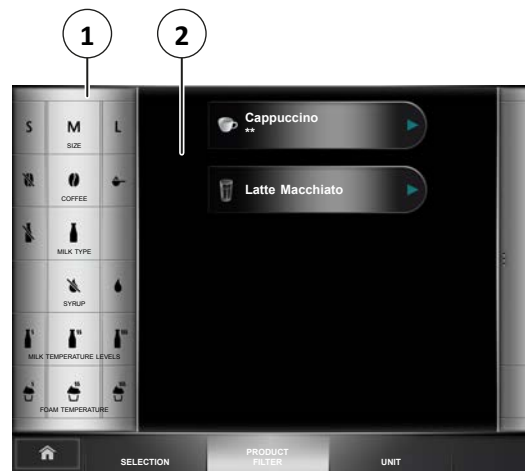 1
2
S M L
SIZE
COFFEE
MILK TYPE
SYRUP
MILK TEMPERATURE LEVELS
FOAM TEMPERATURE
Cappuccino
**
Latte Macchiato
SELECTION
PRODUCT
FILTER
UNIT